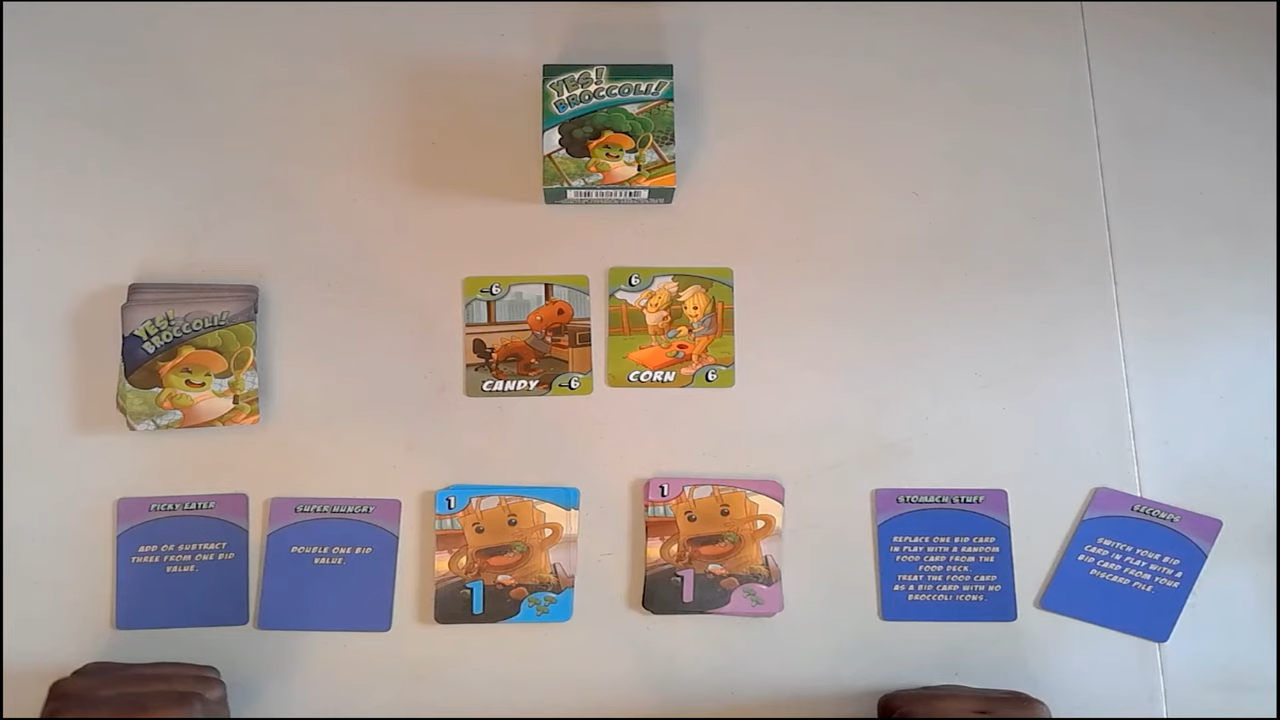 YES!
BROCCOLI!
YES!
BROCCOLI!
-6
CANDY
-6
6
CORN
6
PICKY EATER
ADD OR SUBTRACT
THREE FROM ONE BID
VALUE.
SUPER HUNGRY
DOUBLE ONE BID
VALUE.
1
1
1
1
STOMACH STUFF
REPLACE ONE BID CARD
IN PLAY WITH A RANDOM
FOOD CARD FROM THE
FOOD DECK.
TREAT THE FOOD CARD
AS A BID CARD WITH NO
BROCCOLI ICONS.
SECONDS
SWITCH YOUR BID
CARD IN PLAY WITH A
BID CARD FROM YOUR
DISCARD PILE.